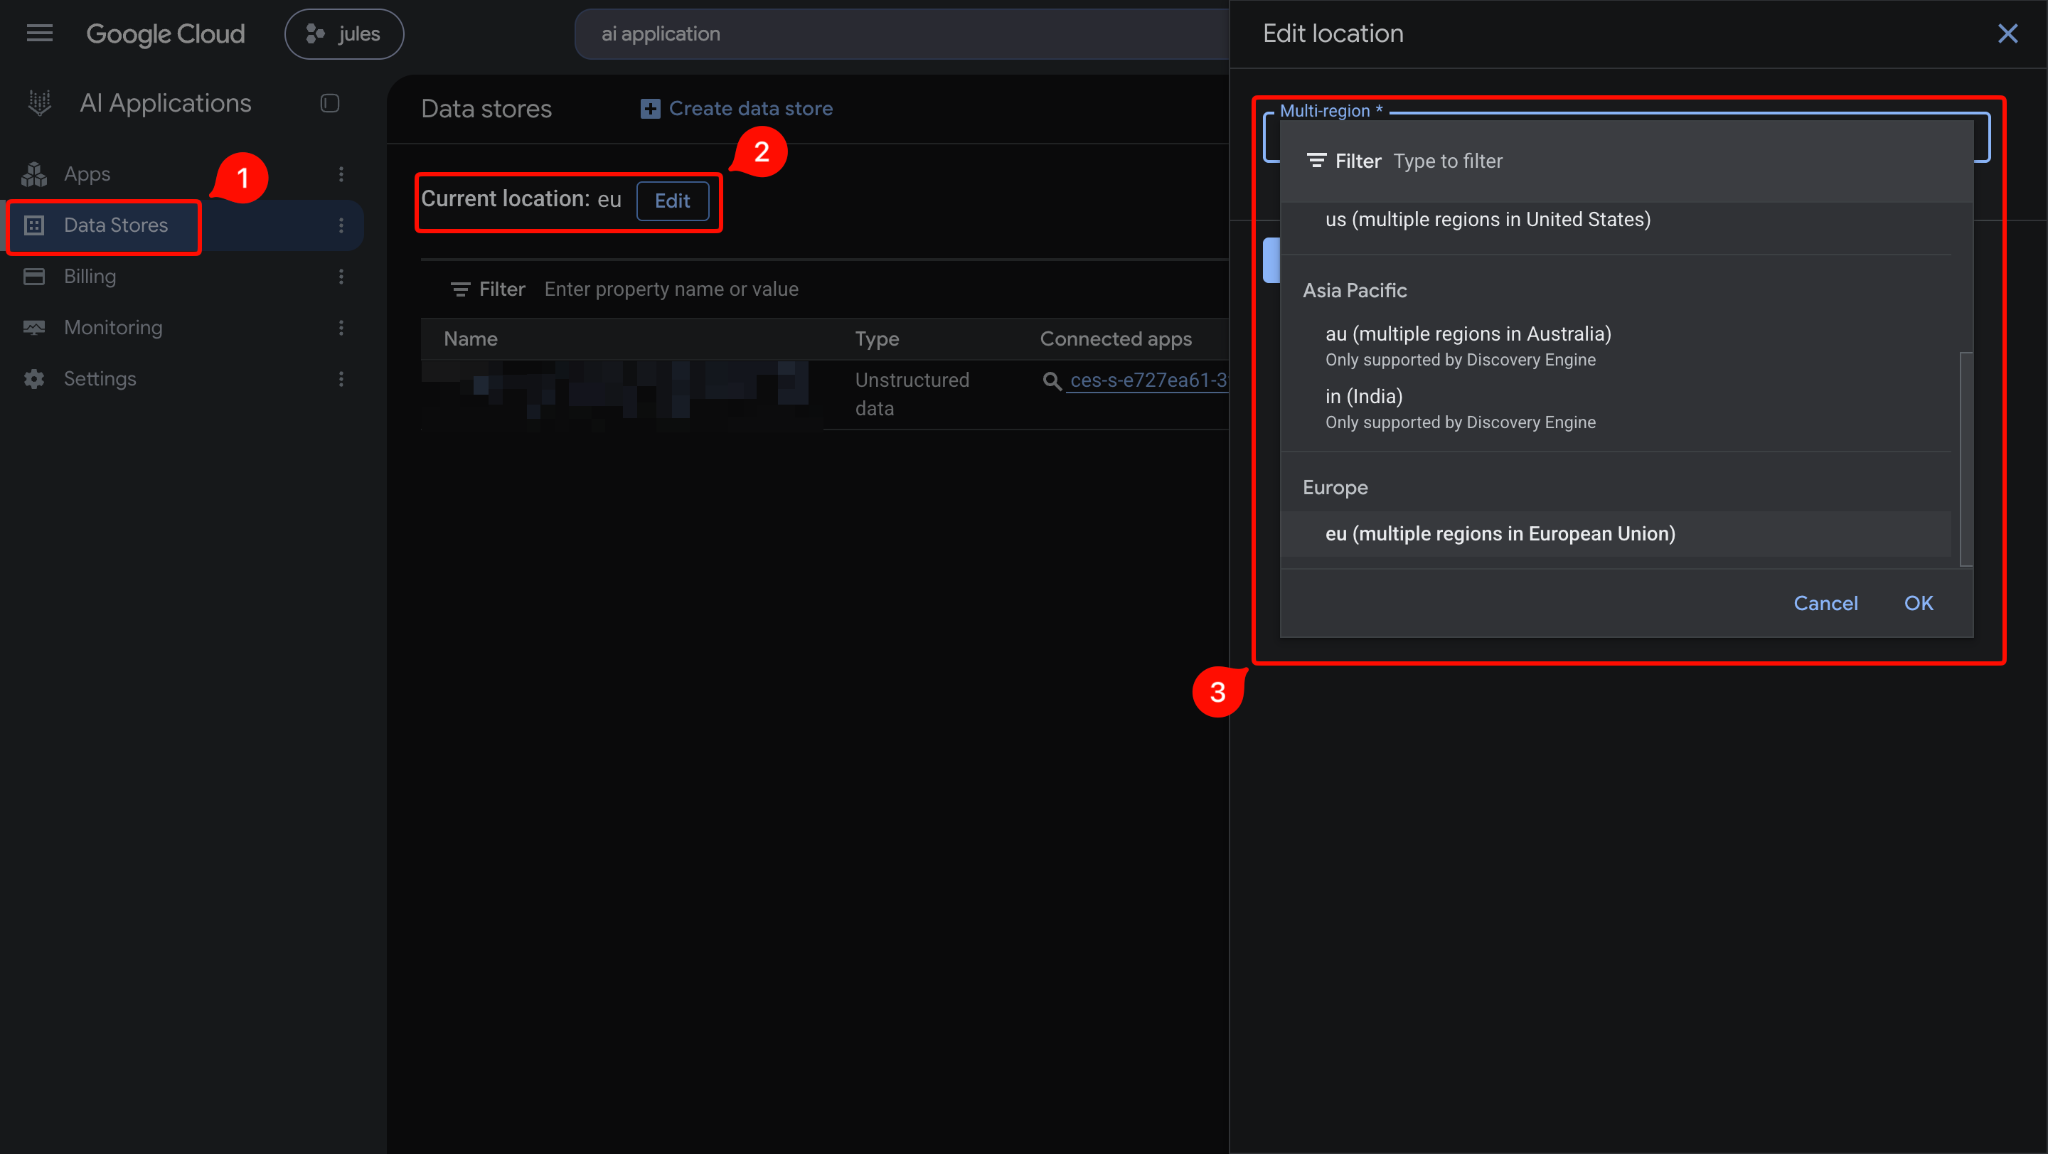 Google Cloud
jules
ai application
AI Applications
Apps
Data Stores
Billing
Monitoring
Settings
1
Data stores
Create data store
2
Current location: eu
Edit
Filter Enter property name or value
Name Type Connected apps
Unstructured
data
ces-s-e727ea61-3
Edit location
Multi-region *
Filter Type to filter
us (multiple regions in United States)
Asia Pacific
au (multiple regions in Australia)
Only supported by Discovery Engine
in (India)
Only supported by Discovery Engine
Europe
eu (multiple regions in European Union)
Cancel OK
3